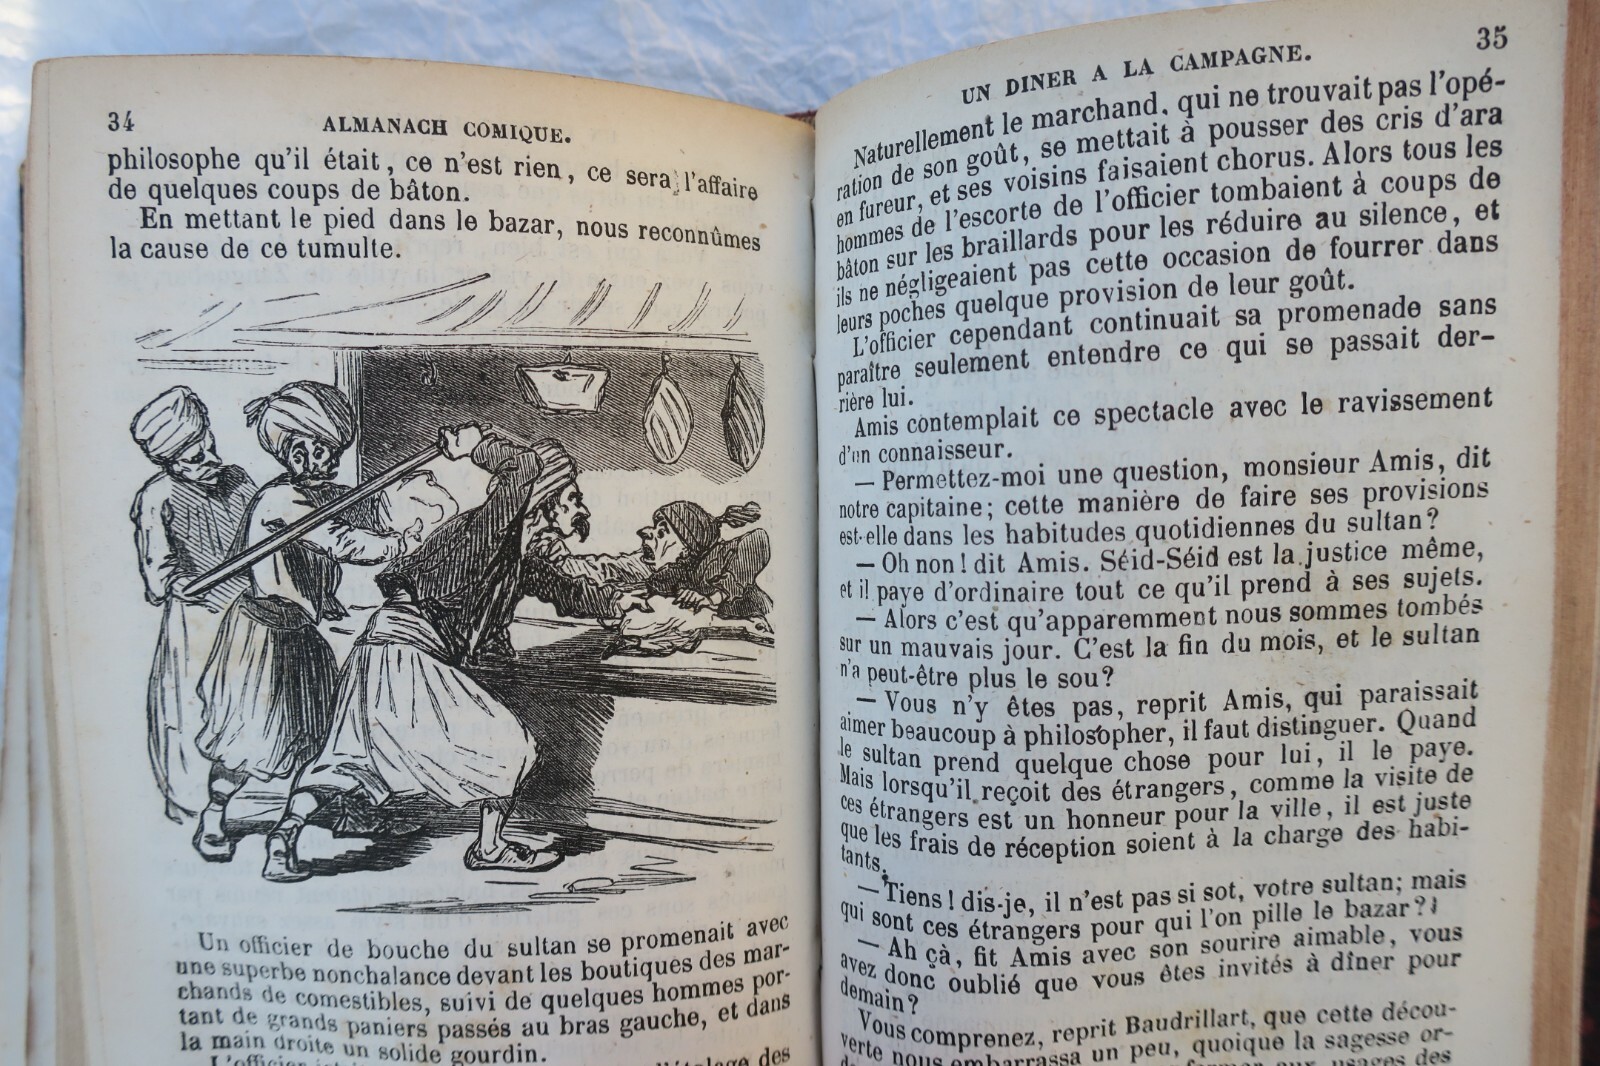 34
ALMANACH COMIQUE.
philosophe qu'il était, ce n'est rien, ce sera l'affaire
de quelques coups de bâton.
En mettant le pied dans le bazar, nous reconnûmes
la cause de ce tumulte.
Un officier de bouche du sultan se promenait avec
une superbe nonchalance devant les boutiques des mar-
chands de comestibles, suivi de quelques hommes por-
tant de grands paniers passés au bras gauche, et dans
la main droite un solide gourdin.
l'étalage des
35
UN DINER A LA CAMPAGNE.
Naturellement le marchand, qui ne trouvait pas l'opé-
ration de son goût, se mettait à pousser des cris d'ara
en fureur, et ses voisins faisaient chorus. Alors tous les
hommes de l'escorte de l'officier tombaient à coups de
bâton sur les braillards pour les réduire au silence, et
ils ne négligeaient pas cette occasion de fourrer dans
leurs poches quelque provision de leur goût.
L'officier cependant continuait sa promenade sans
paraître seulement entendre ce qui se passait der-
rière lui.
Amis contemplait ce spectacle avec le ravissement
d'un connaisseur.
— Permettez-moi une question, monsieur Amis, dit
notre capitaine; cette manière de faire ses provisions
est-elle dans les habitudes quotidiennes du sultan?
— Oh non! dit Amis. Séid-Séid est la justice même,
et il paye d'ordinaire tout ce qu'il prend à ses sujets.
— Alors c'est qu'apparemment nous sommes tombés
sur un mauvais jour. C'est la fin du mois, et le sultan
n'a peut-être plus le sou?
— Vous n'y êtes pas, reprit Amis, qui paraissait
aimer beaucoup à philosopher, il faut distinguer. Quand
le sultan prend quelque chose pour lui, il le paye.
Mais lorsqu'il reçoit des étrangers, comme la visite de
ces étrangers est un honneur pour la ville, il est juste
que les frais de réception soient à la charge des habi-
tants.
— Tiens! dis-je, il n'est pas si sot, votre sultan; mais
qui sont ces étrangers pour qui l'on pille le bazar?
— Ah çà, fit Amis avec son sourire aimable, vous
avez donc oublié que vous êtes invités à dîner pour
demain?
Vous comprenez, reprit Baudrillart, que cette décou-
verte nous embarrassa un peu, quoique la sagesse or-
usages des